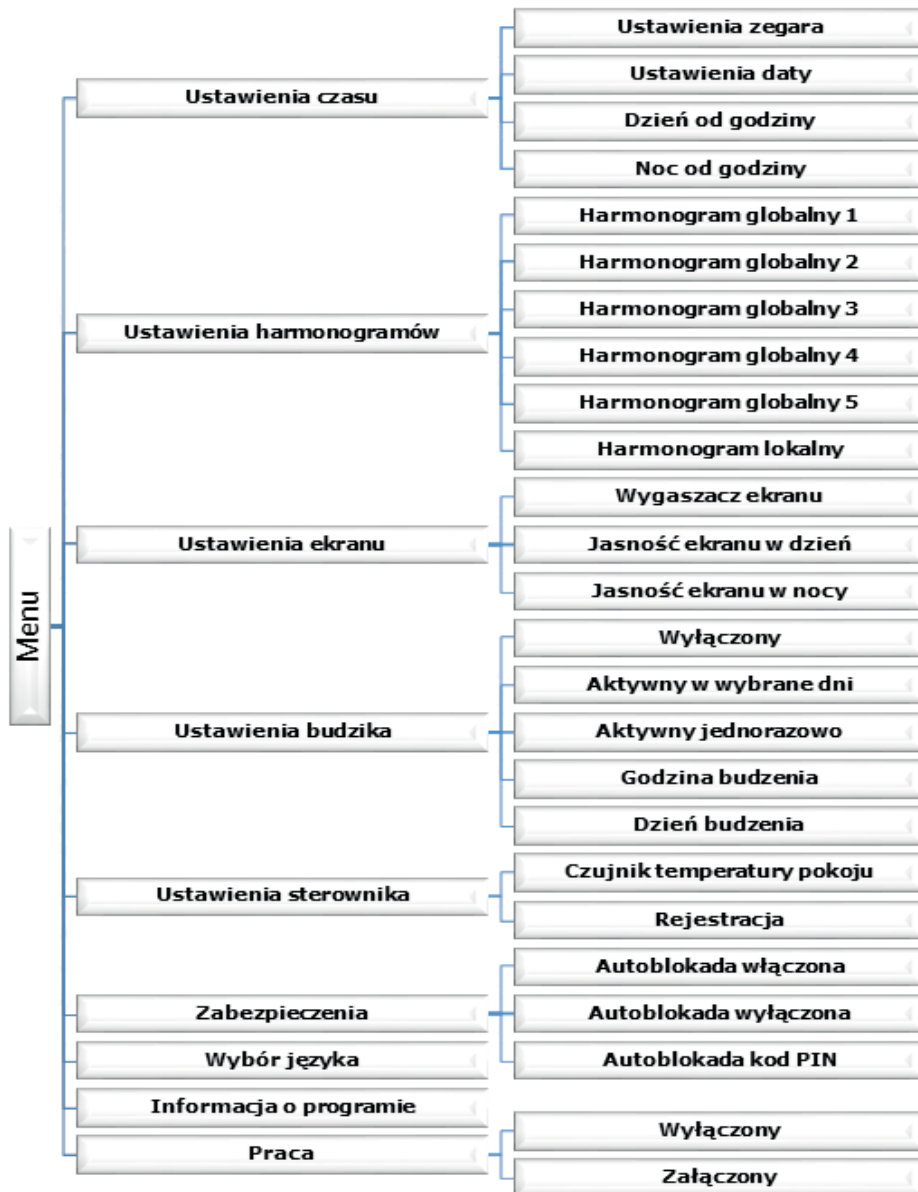 Menu
Ustawienia czasu
Ustawienia zegara
Ustawienia daty
Dzień od godziny
Noc od godziny
Ustawienia harmonogramów
Harmonogram globalny 1
Harmonogram globalny 2
Harmonogram globalny 3
Harmonogram globalny 4
Harmonogram globalny 5
Harmonogram lokalny
Ustawienia ekranu
Wygaszacz ekranu
Jasność ekranu w dzień
Jasność ekranu w nocy
Ustawienia budzika
Wyłączony
Aktywny w wybrane dni
Aktywny jednorazowo
Godzina budzenia
Dzień budzenia
Ustawienia sterownika
Czujnik temperatury pokoju
Rejestracja
Zabezpieczenia
Autoblokada włączona
Autoblokada wyłączona
Autoblokada kod PIN
Wybór języka
Informacja o programie
Praca
Wyłączony
Załączony